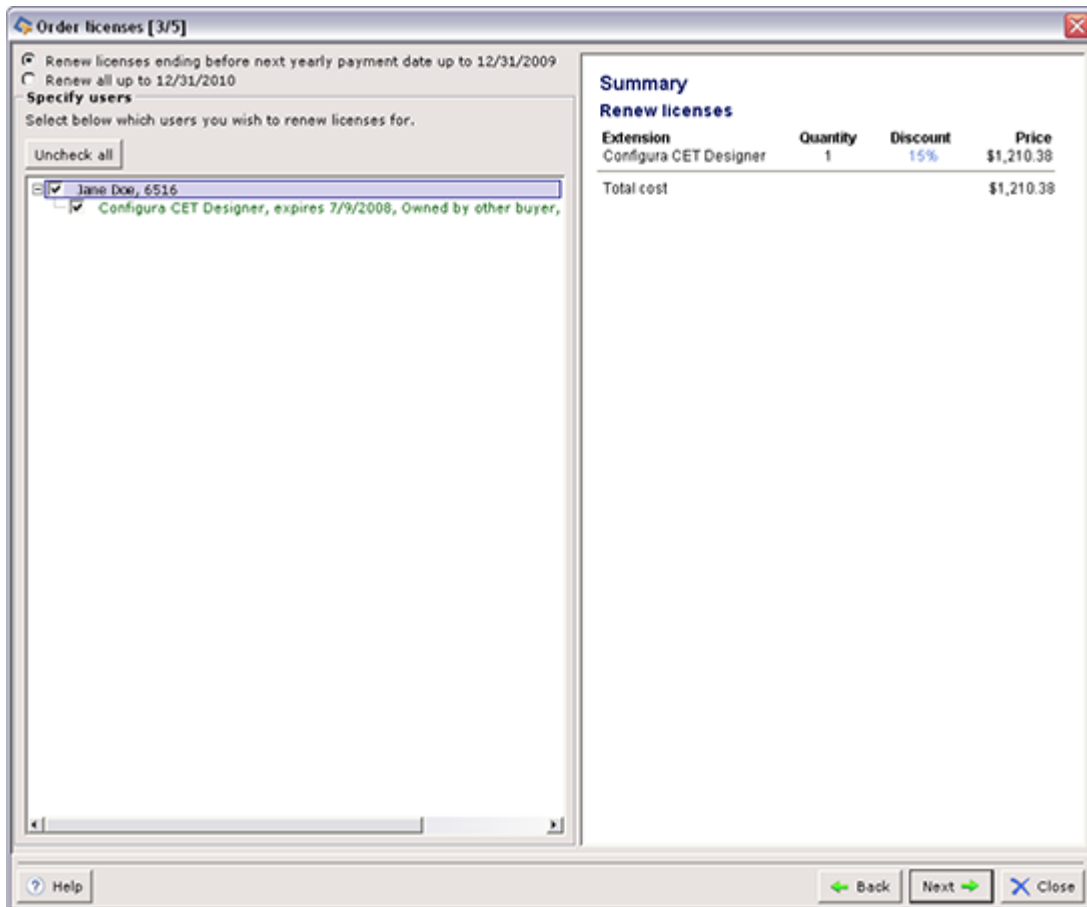 Order licenses [3/5]
Renew licenses ending before next yearly payment date up to 12/31/2009
Renew all up to 12/31/2010
Specify users
Select below which users you wish to renew licenses for.
Uncheck all
Jane Doe, 6516
Configura CET Designer, expires 7/9/2008, Owned by other buyer,
Summary
Renew licenses
Extension Quantity Discount Price
Configura CET Designer 1 15% $1,210.38
Total cost $1,210.38
? Help
Back
Next
Close